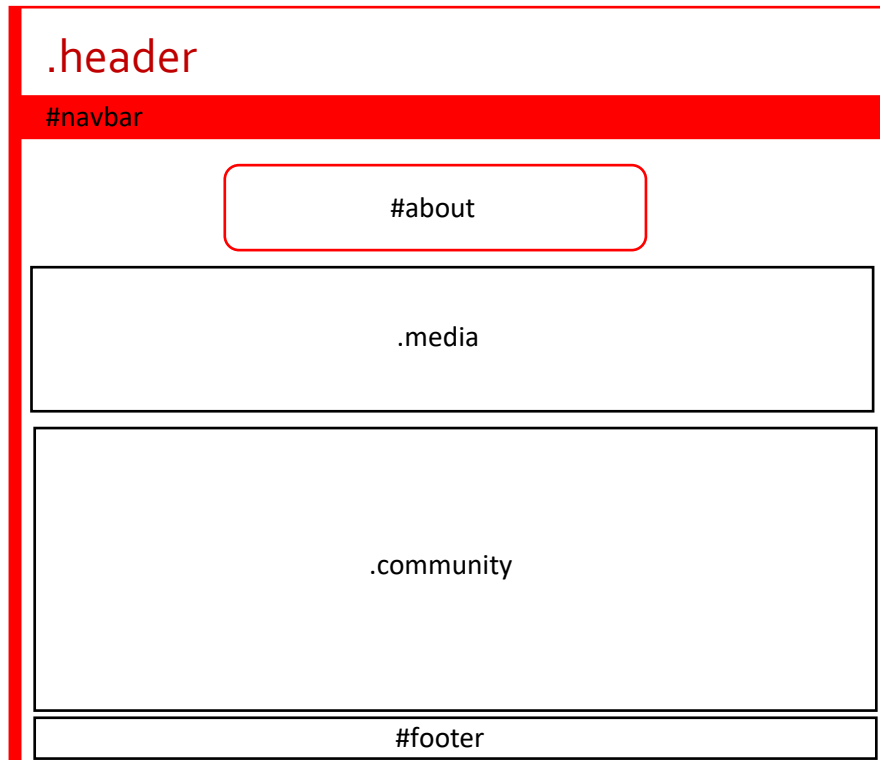 .header
#navbar
#about
.media
.community
#footer